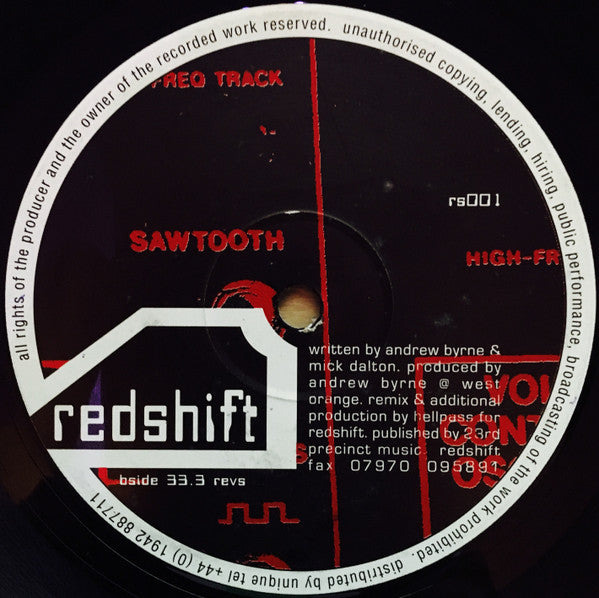 all rights of the producer and the owner of the recorded work reserved. unauthorised copying, lending, hiring, public performance, broadcasting of the work prohibited. distributed by unique tel +44 (0) 1942 887711
FREQ TRACK
rs001
SAWTOOTH
HIGH-FR
written by andrew byrne &
mick dalton. produced by
andrew byrne @ west
orange. remix & additional
production by hellpass for
redshift. published by 23rd
precinct music. redshift
fax 07970 095891
VOL
CONT
OSC
redshift
S
bside 33.3 revs